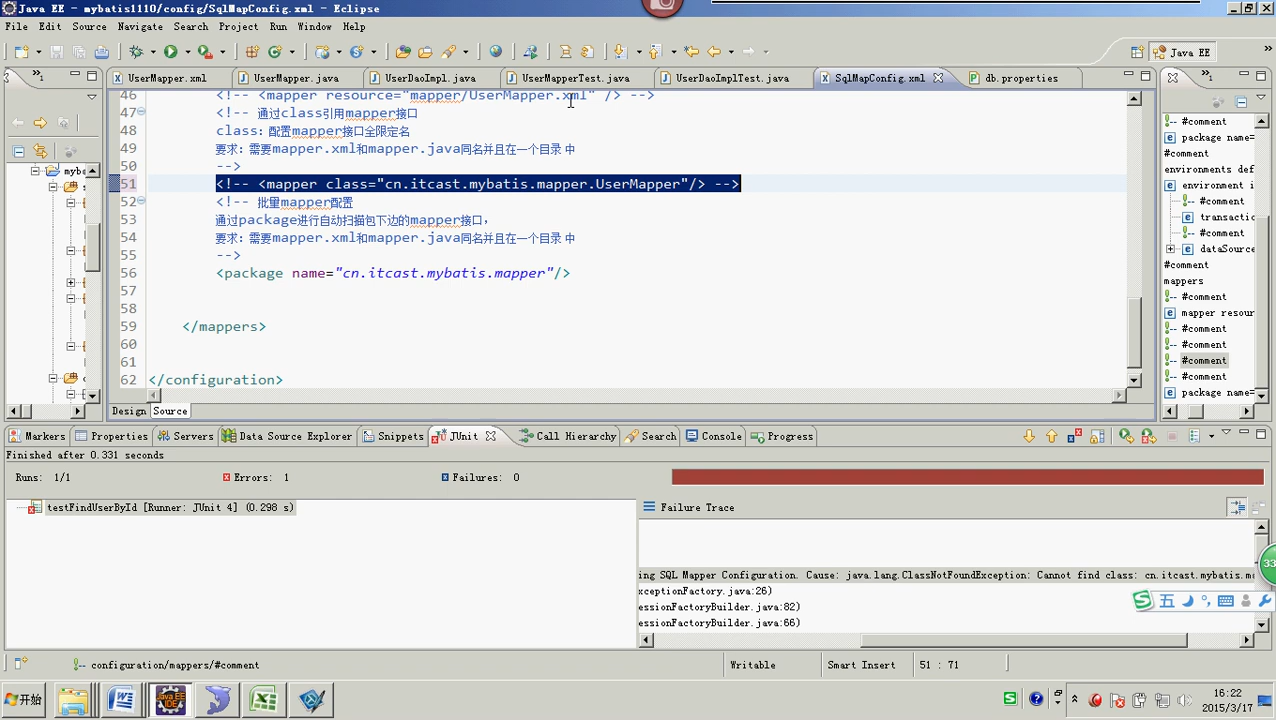 Java EE - mybatis1110/config/SqlMapConfig.xml - Eclipse
File Edit Source Navigate Search Project Run Window Help
Java EE
UserMapper.xml UserMapper.java UserDaoImpl.java UserMapperTest.java UserDaoImplTest.java SqlMapConfig.xml db.properties
46 <!-- <mapper resource="mapper/UserMapper.xml" /> -->
47 <!-- 通过class引用mapper接口
48 class：配置mapper接口全限定名
49 要求：需要mapper.xml和mapper.java同名并且在一个目录 中
50 -->
51 <!-- <mapper class="cn.itcast.mybatis.mapper.UserMapper"/> -->
52 <!-- 批量mapper配置
53 通过package进行自动扫描包下边的mapper接口，
54 要求：需要mapper.xml和mapper.java同名并且在一个目录 中
55 -->
56 <package name="cn.itcast.mybatis.mapper"/>
57
58
59 </mappers>
60
61
62 </configuration>
Design Source
myb
s
#comment
package name=
environments def
environment i
#comment
transactio
#comment
dataSource
#comment
mappers
#comment
mapper resour
#comment
#comment
#comment
#comment
package name=
Markers Properties Servers Data Source Explorer Snippets JUnit Call Hierarchy Search Console Progress
Finished after 0.331 seconds
Runs: 1/1 Errors: 1 Failures: 0
testFindUserById [Runner: JUnit 4] (0.298 s)
Failure Trace
ing SQL Mapper Configuration. Cause: java.lang.ClassNotFoundException: Cannot find class: cn.itcast.mybatis.m
xceptionFactory.java:26)
essionFactoryBuilder.java:82)
essionFactoryBuilder.java:66)
33
五
configuration/mappers/#comment Writable Smart Insert 51 : 71
开始
16:22
2015/3/17